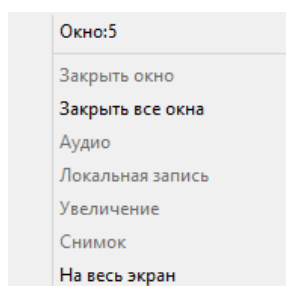 Окно:5
Закрыть окно
Закрыть все окна
Аудио
Локальная запись
Увеличение
Снимок
На весь экран